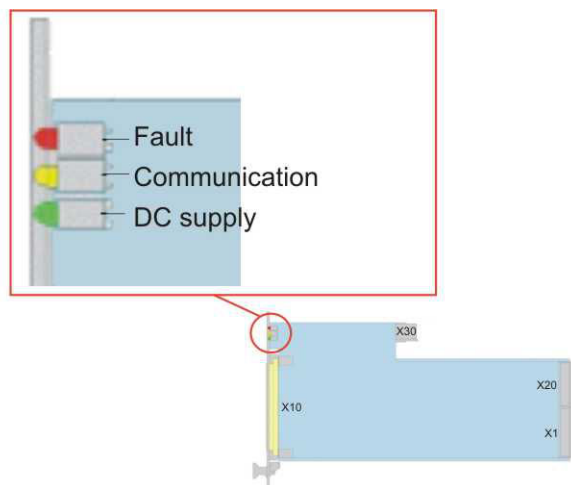 Fault
Communication
DC supply
X30
X10
X20
X1